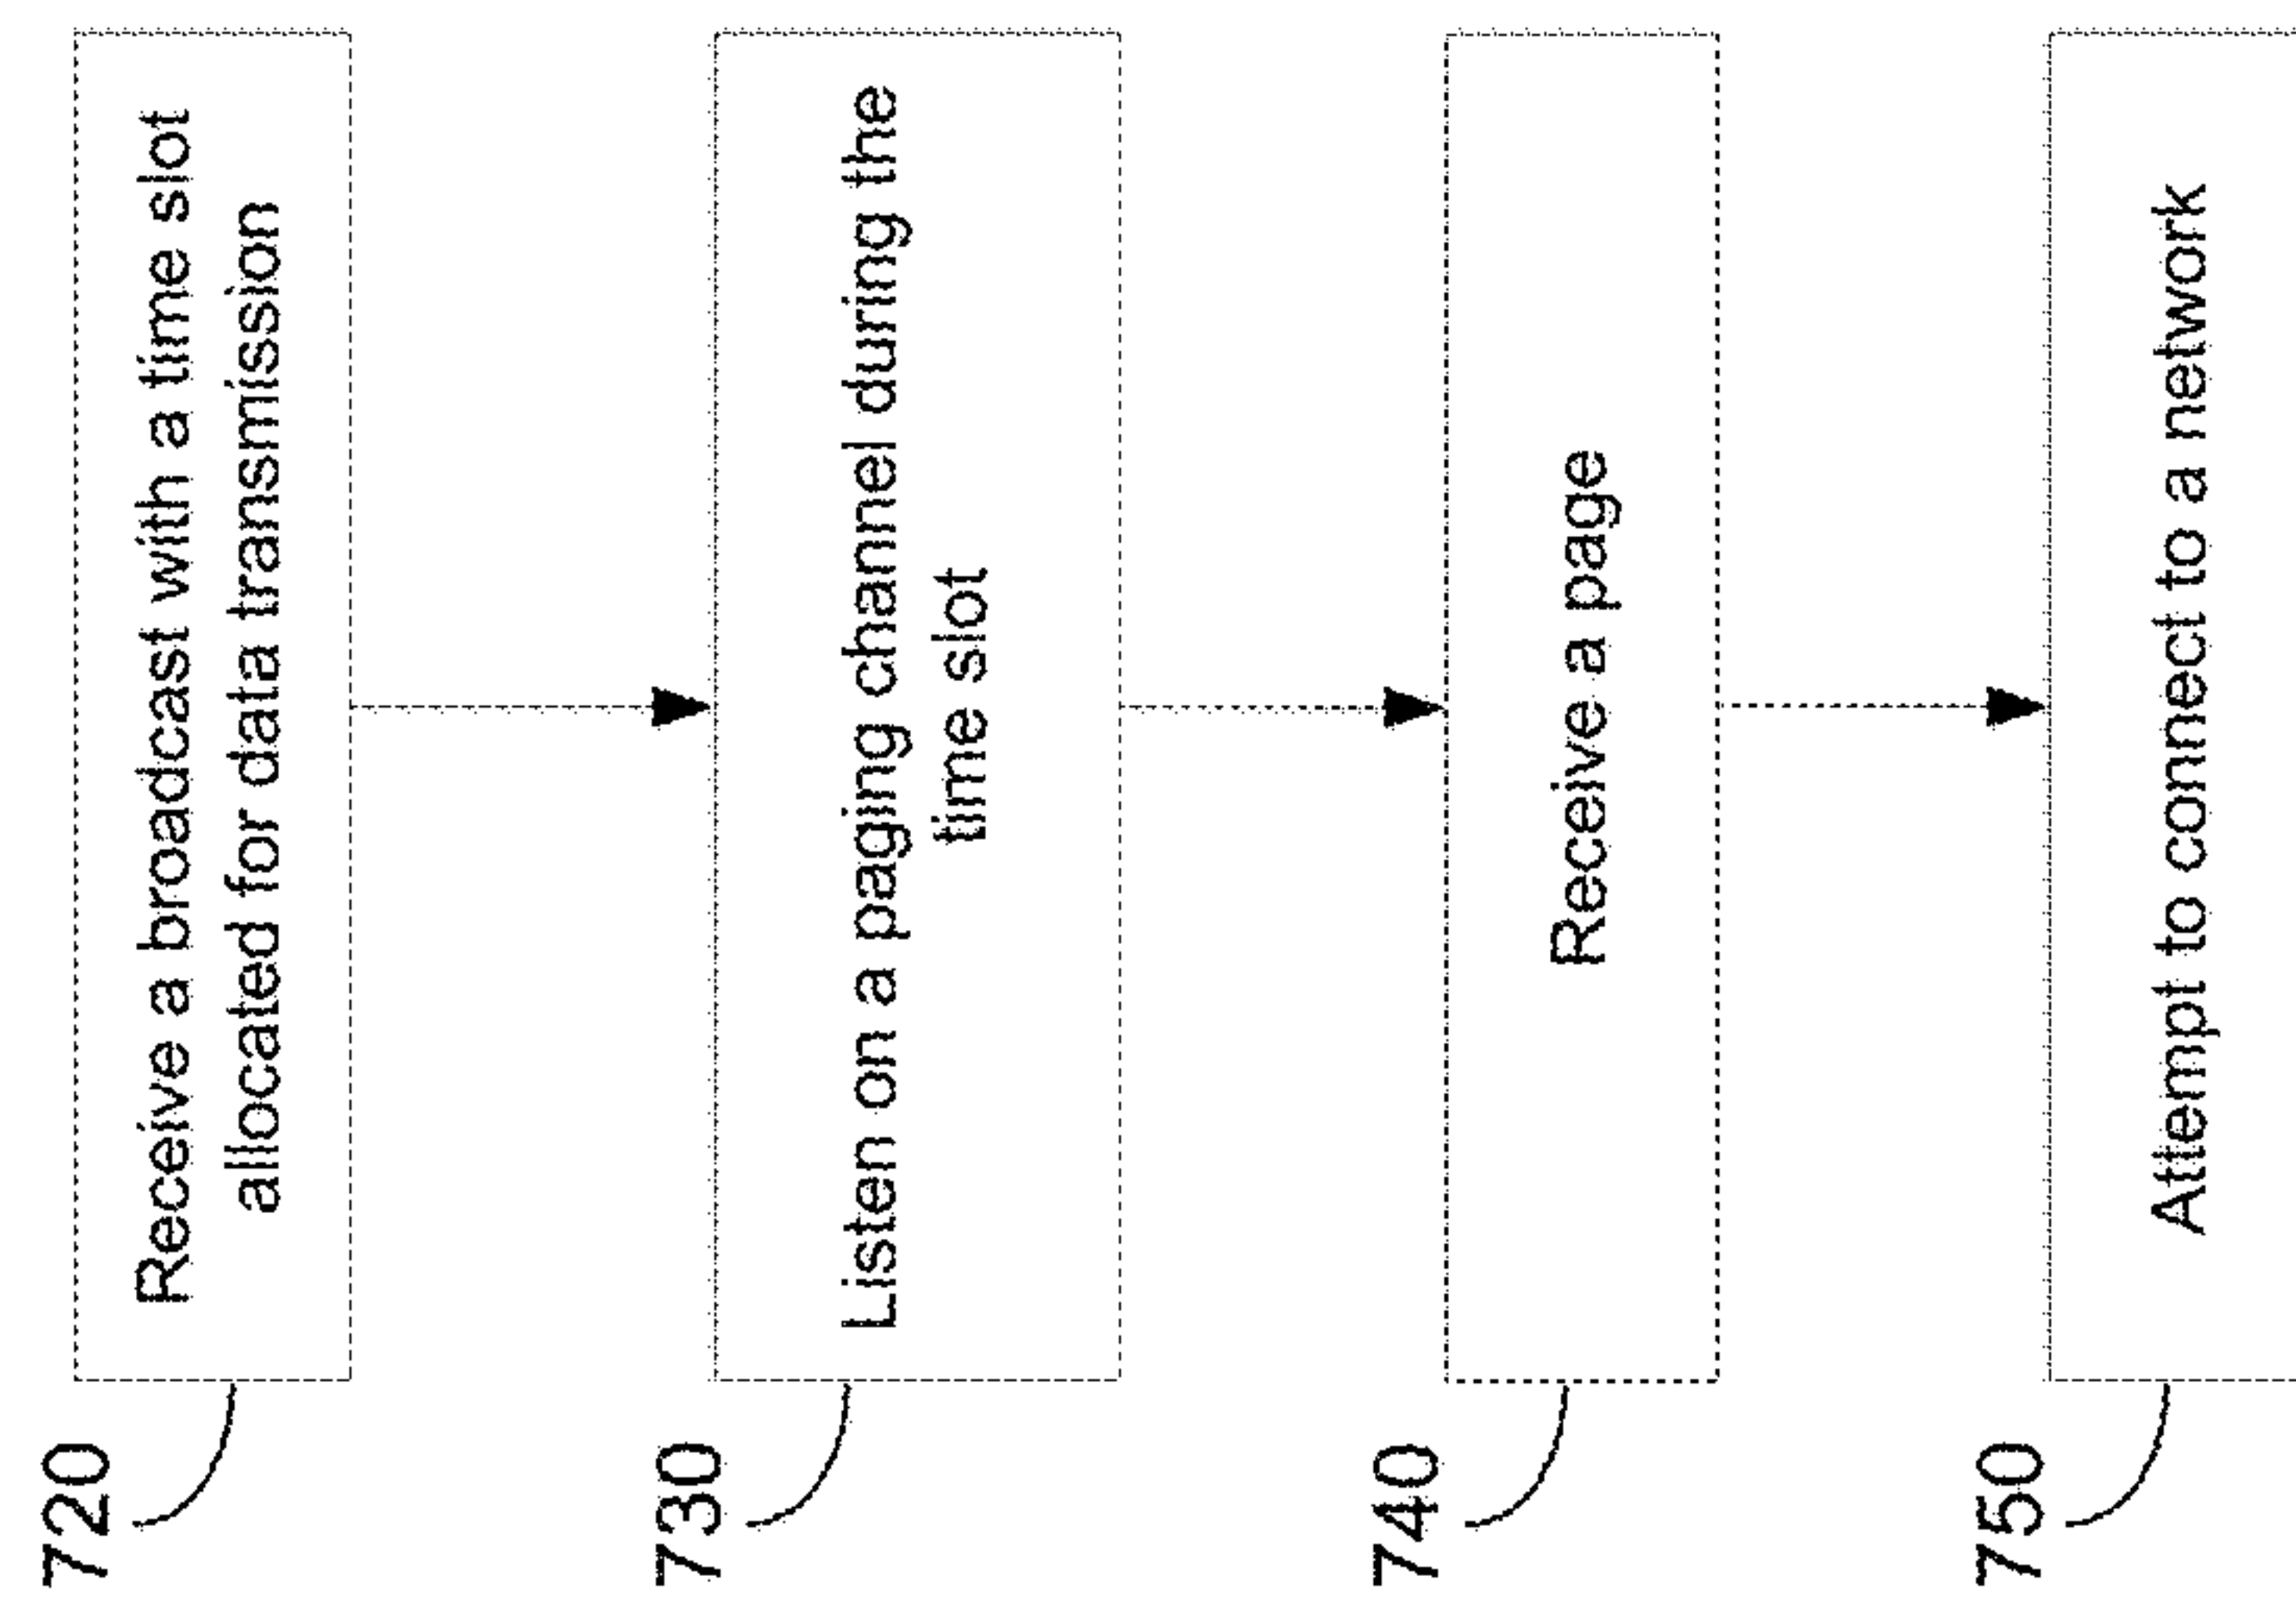 720
Receive a broadcast with a time slot
allocated for data transmission
730
Listen on a paging channel during the
time slot
740
Receive a page
750
Attempt to connect to a network